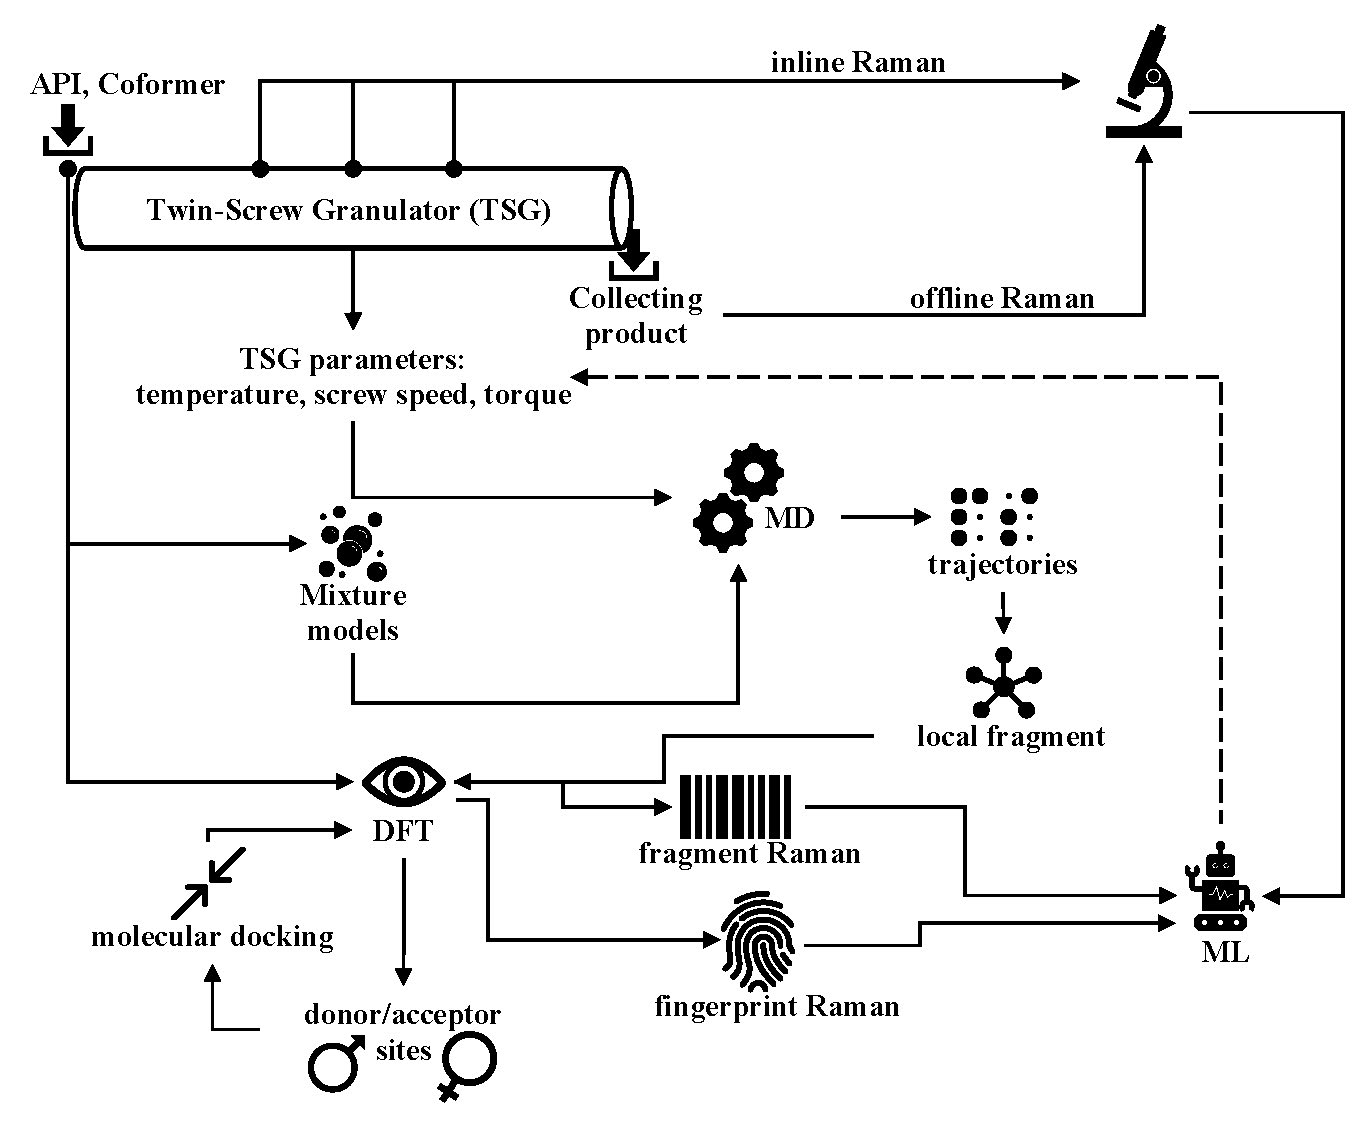 inline Raman
API, Coformer
Twin-Screw Granulator (TSG)
Collecting
product
offline Raman
TSG parameters:
temperature, screw speed, torque
MD
trajectories
Mixture
models
local fragment
DFT
fragment Raman
molecular docking
ML
fingerprint Raman
donor/acceptor
sites